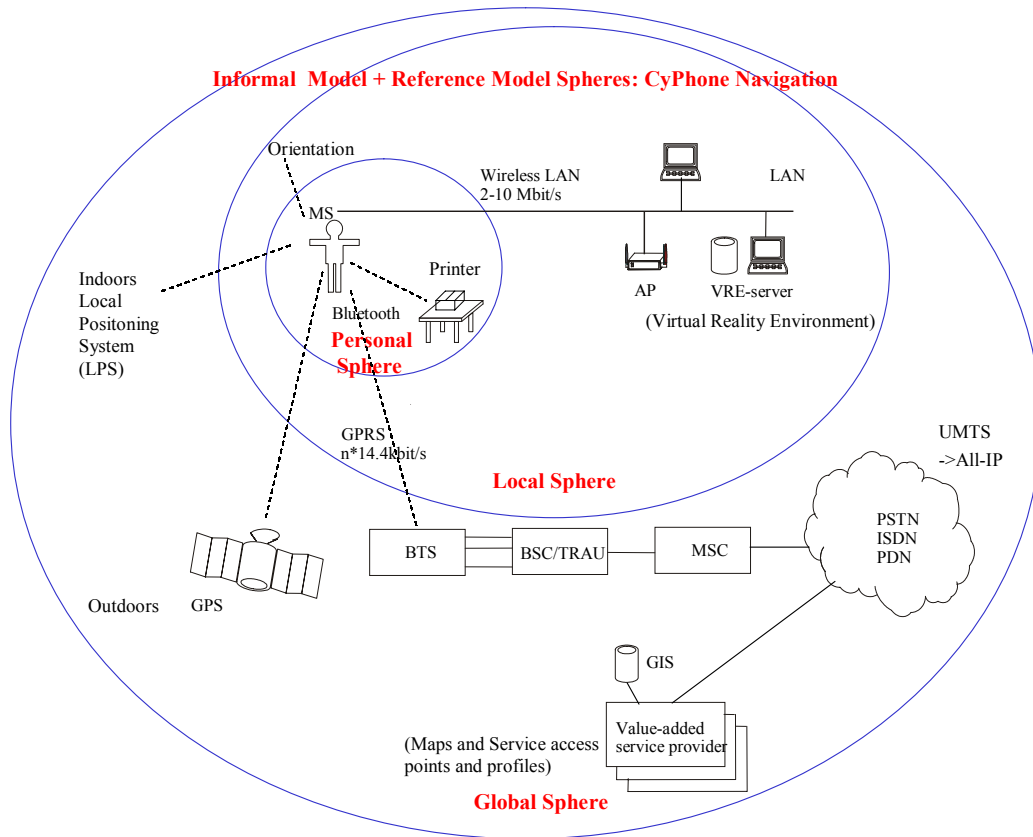 Informal Model + Reference Model Spheres: CyPhone Navigation
Orientation
Wireless LAN
2-10 Mbit/s
LAN
MS
Indoors
Local
Positoning
System
(LPS)
Printer
Bluetooth
Personal
Sphere
AP
VRE-server
(Virtual Reality Environment)
GPRS
n*14.4kbit/s
Local Sphere
UMTS
->All-IP
PSTN
ISDN
PDN
BTS
BSC/TRAU
MSC
Outdoors
GPS
GIS
Value-added
service provider
(Maps and Service access
points and profiles)
Global Sphere